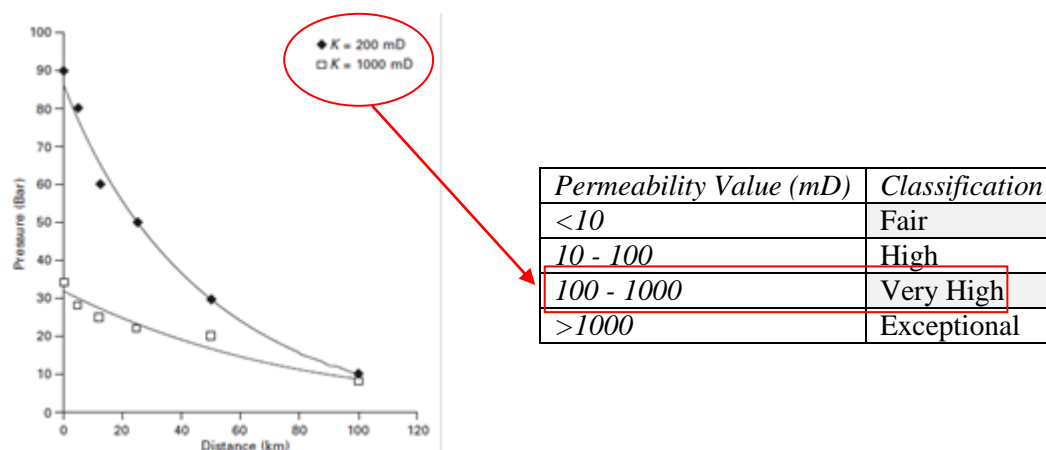 100
90
80
70
60
50
40
30
20
10
0
Pressure (Bar)
K = 200 mD
K = 1000 mD
0 20 40 60 80 100 120
Distance (km)
Permeability Value (mD) Classification
<10 Fair
10 - 100 High
100 - 1000 Very High
>1000 Exceptional